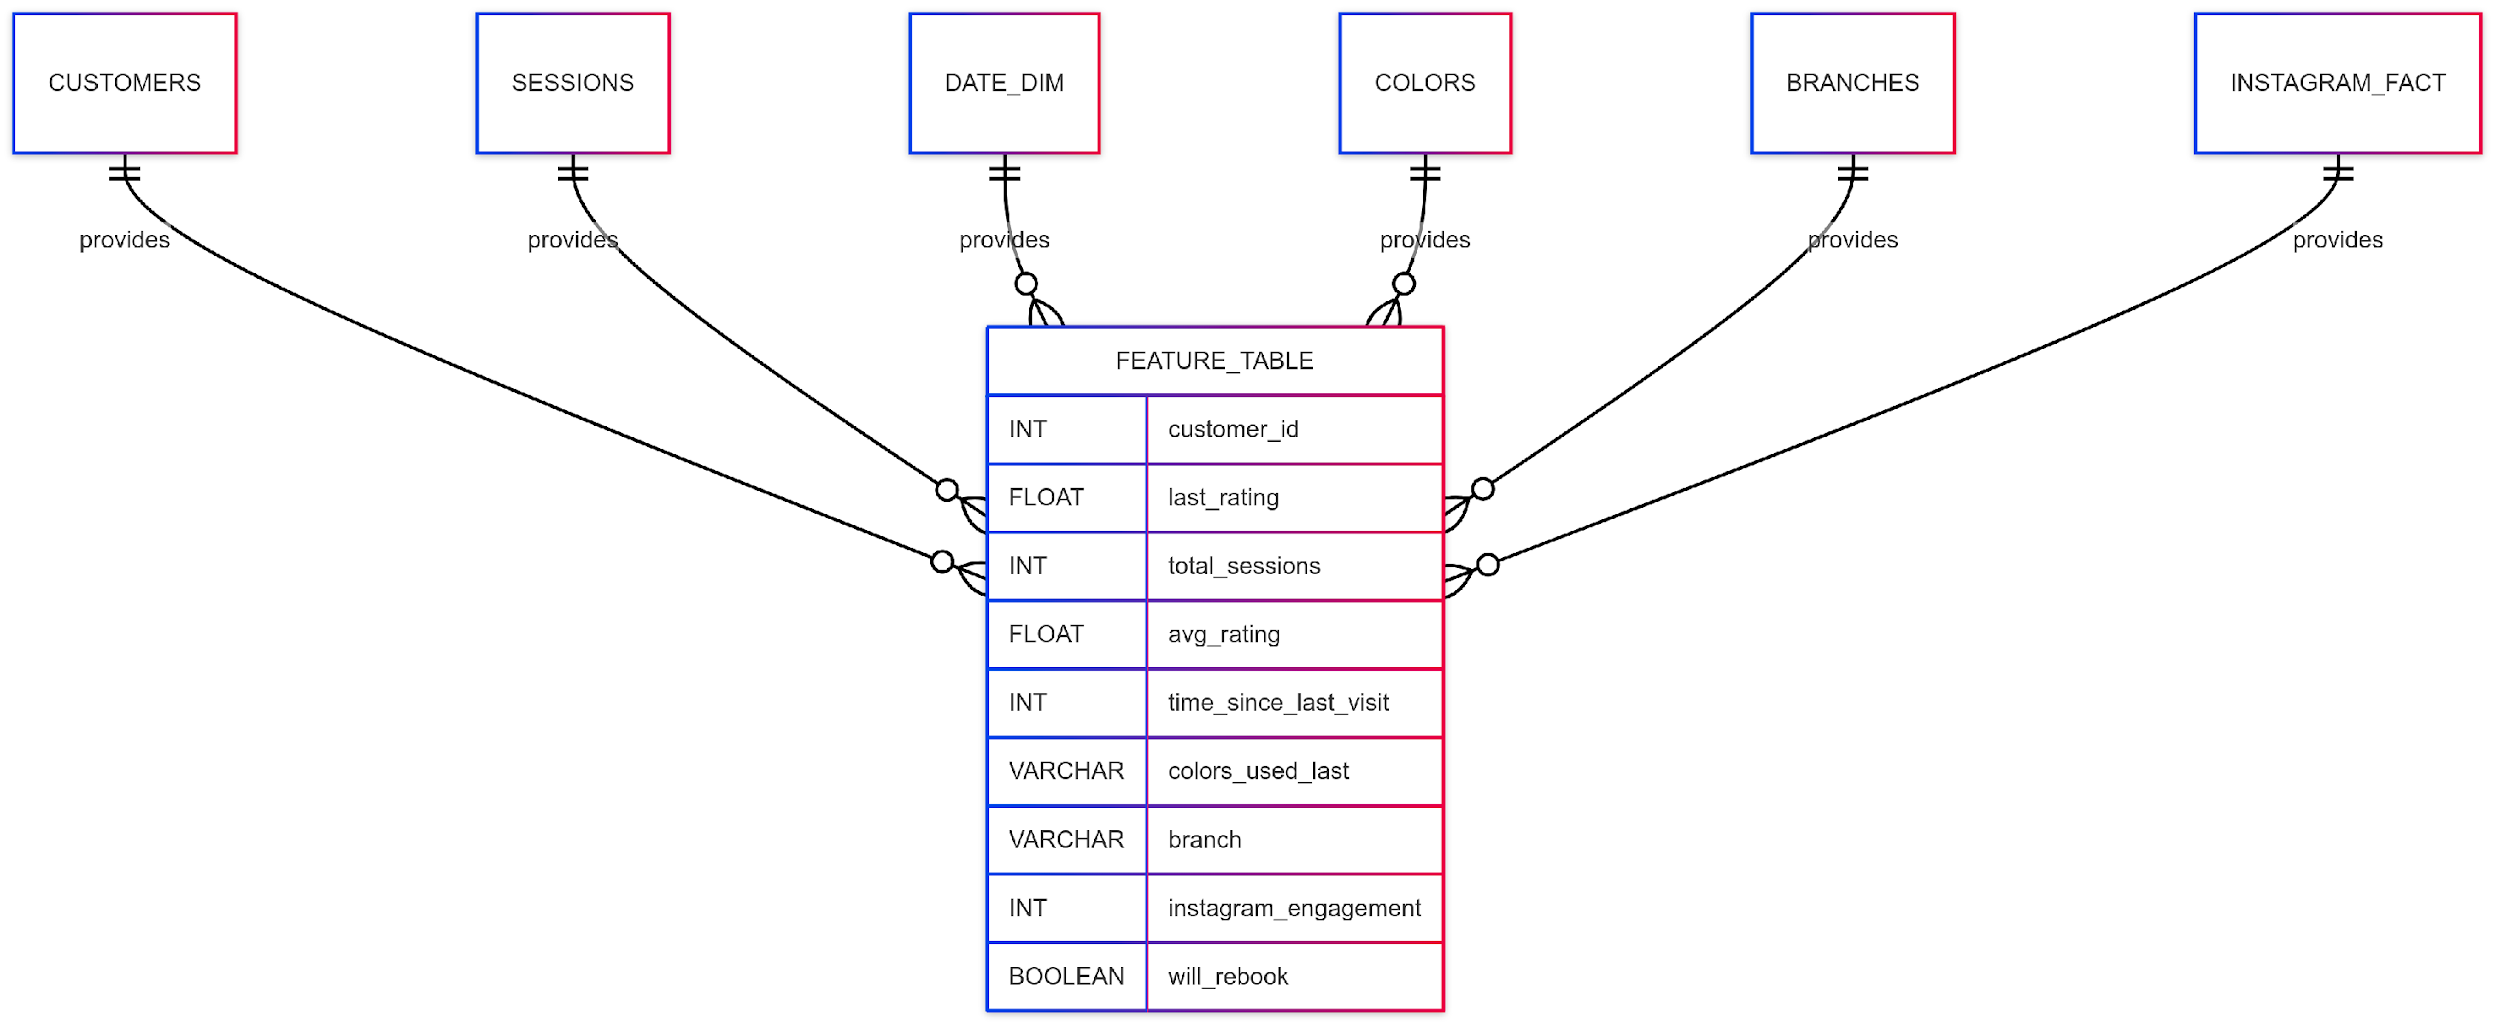 CUSTOMERS
SESSIONS
DATE_DIM
COLORS
BRANCHES
INSTAGRAM_FACT
provides
provides
provides
provides
provides
provides
FEATURE_TABLE
INT customer_id
FLOAT last_rating
INT total_sessions
FLOAT avg_rating
INT time_since_last_visit
VARCHAR colors_used_last
VARCHAR branch
INT instagram_engagement
BOOLEAN will_rebook